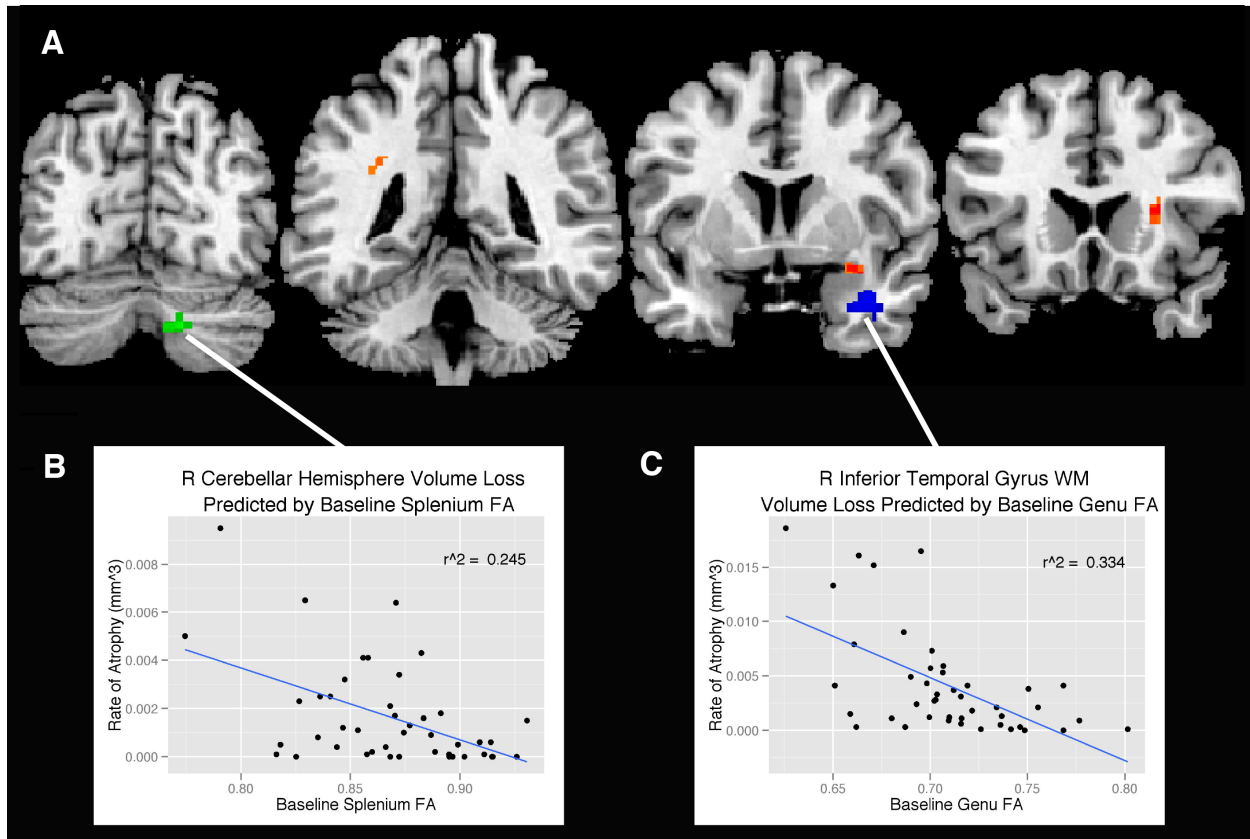 A
B
R Cerebellar Hemisphere Volume Loss
Predicted by Baseline Splenium FA
r^2 = 0.245
Rate of Atrophy (mm^3)
0.008
0.006
0.004
0.002
0.000
0.80 0.85 0.90
Baseline Splenium FA
C
R Inferior Temporal Gyrus WM
Volume Loss Predicted by Baseline Genu FA
r^2 = 0.334
Rate of Atrophy (mm^3)
0.015
0.010
0.005
0.000
0.65 0.70 0.75 0.80
Baseline Genu FA